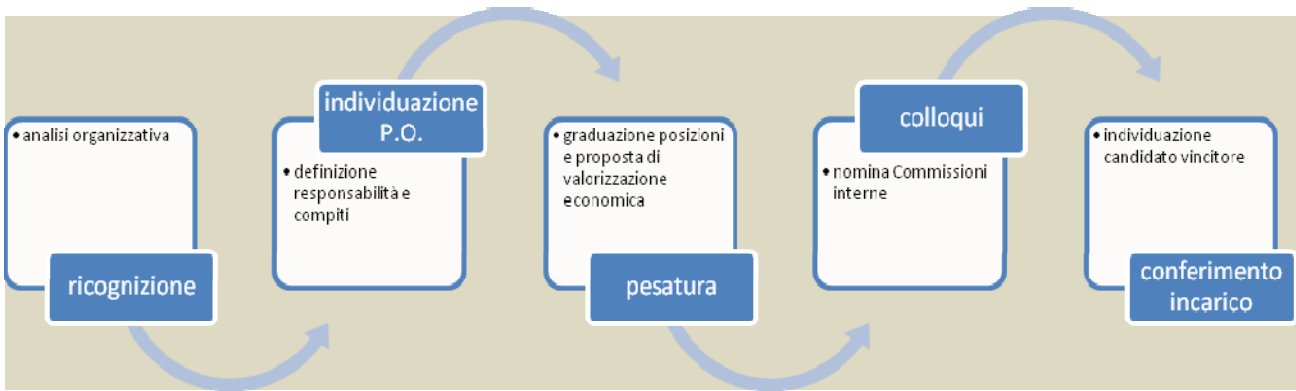 • analisi organizzativa
ricognizione
individuazione
P.O.
• definizione
responsabilità e
compiti
• graduazione posizioni
e proposta di
valorizzazione
economica
pesatura
colloqui
• nomina Commissioni
interne
• individuazione
candidato vincitore
conferimento
incarico